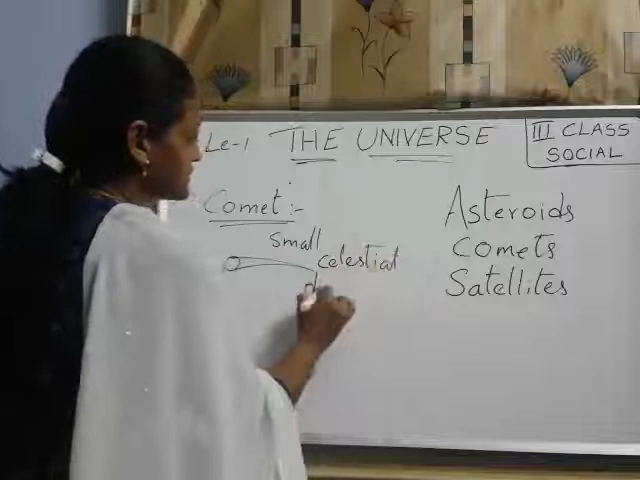 Le-1 THE UNIVERSE
III CLASS
SOCIAL
Comet:-
Small
celestial
Asteroids
Comets
Satellites